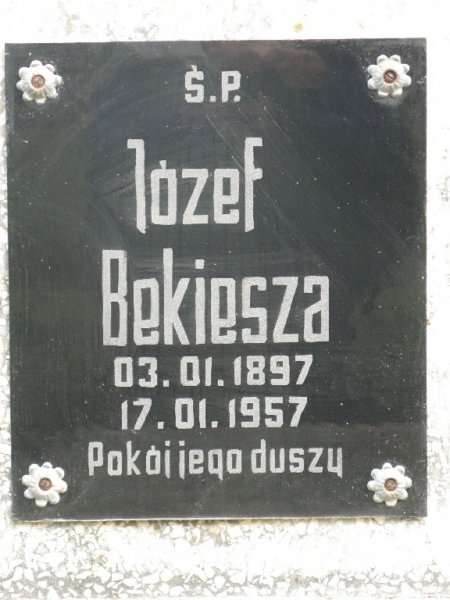 Ś.P.
Józef
Bekiesza
03.01.1897
17.01.1957
Pokój jego duszy